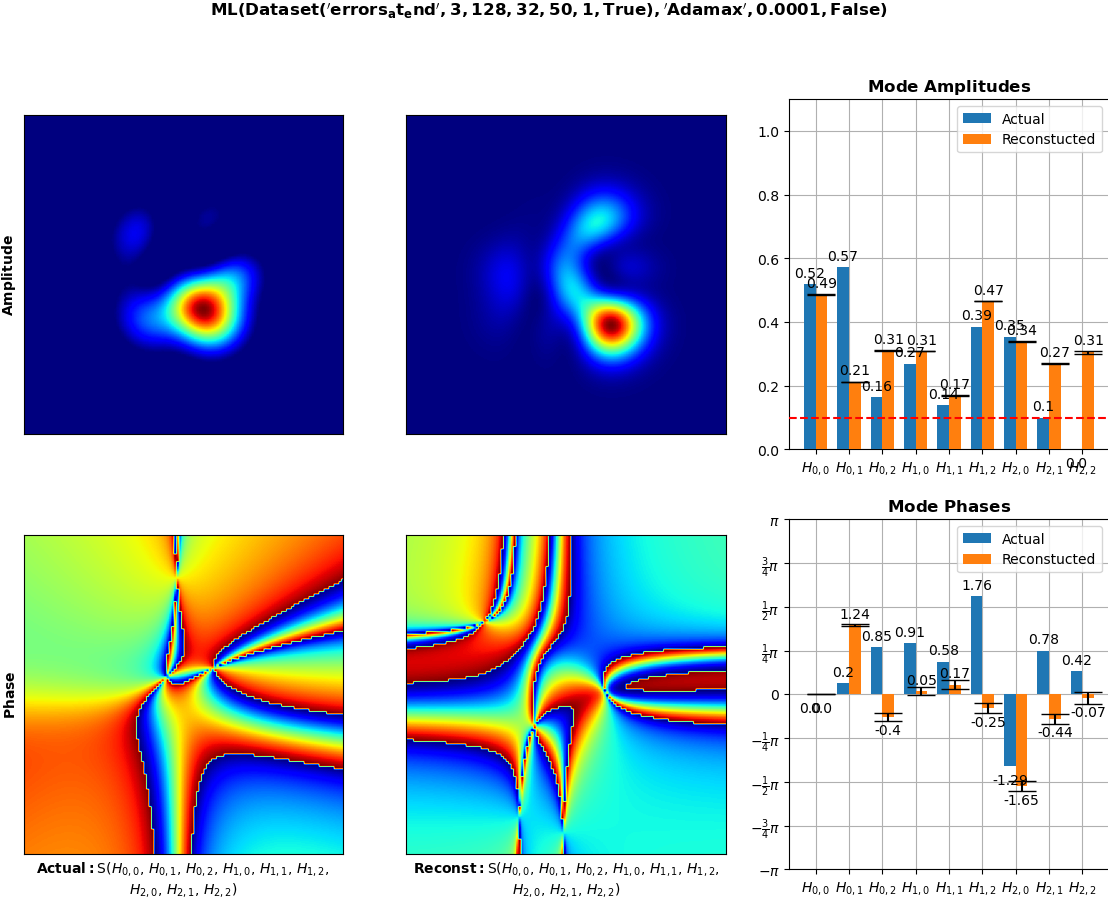 ML(Dataset('errors_at_end', 3, 128, 32, 50, 1, True), 'Adamax', 0.0001, False)
Amplitude
Mode Amplitudes
Actual
Reconstucted
1.0
0.8
0.6
0.4
0.2
0.0
0.52 0.49 0.57 0.21 0.16 0.31 0.27 0.31 0.14 0.17 0.39 0.47 0.35 0.34 0.1 0.27 0.0 0.31
H0,0 H0,1 H0,2 H1,0 H1,1 H1,2 H2,0 H2,1 H2,2
Phase
Actual: S(H0,0, H0,1, H0,2, H1,0, H1,1, H1,2,
H2,0, H2,1, H2,2)
Reconst: S(H0,0, H0,1, H0,2, H1,0, H1,1, H1,2,
H2,0, H2,1, H2,2)
Mode Phases
Actual
Reconstucted
π
3/4π
1/2π
1/4π
0
−1/4π
−1/2π
−3/4π
−π
0.0 0.0 0.2 1.24 0.85 -0.4 0.91 0.05 0.58 0.17 1.76 -0.25 -1.29 -1.65 0.78 -0.44 0.42 -0.07
H0,0 H0,1 H0,2 H1,0 H1,1 H1,2 H2,0 H2,1 H2,2